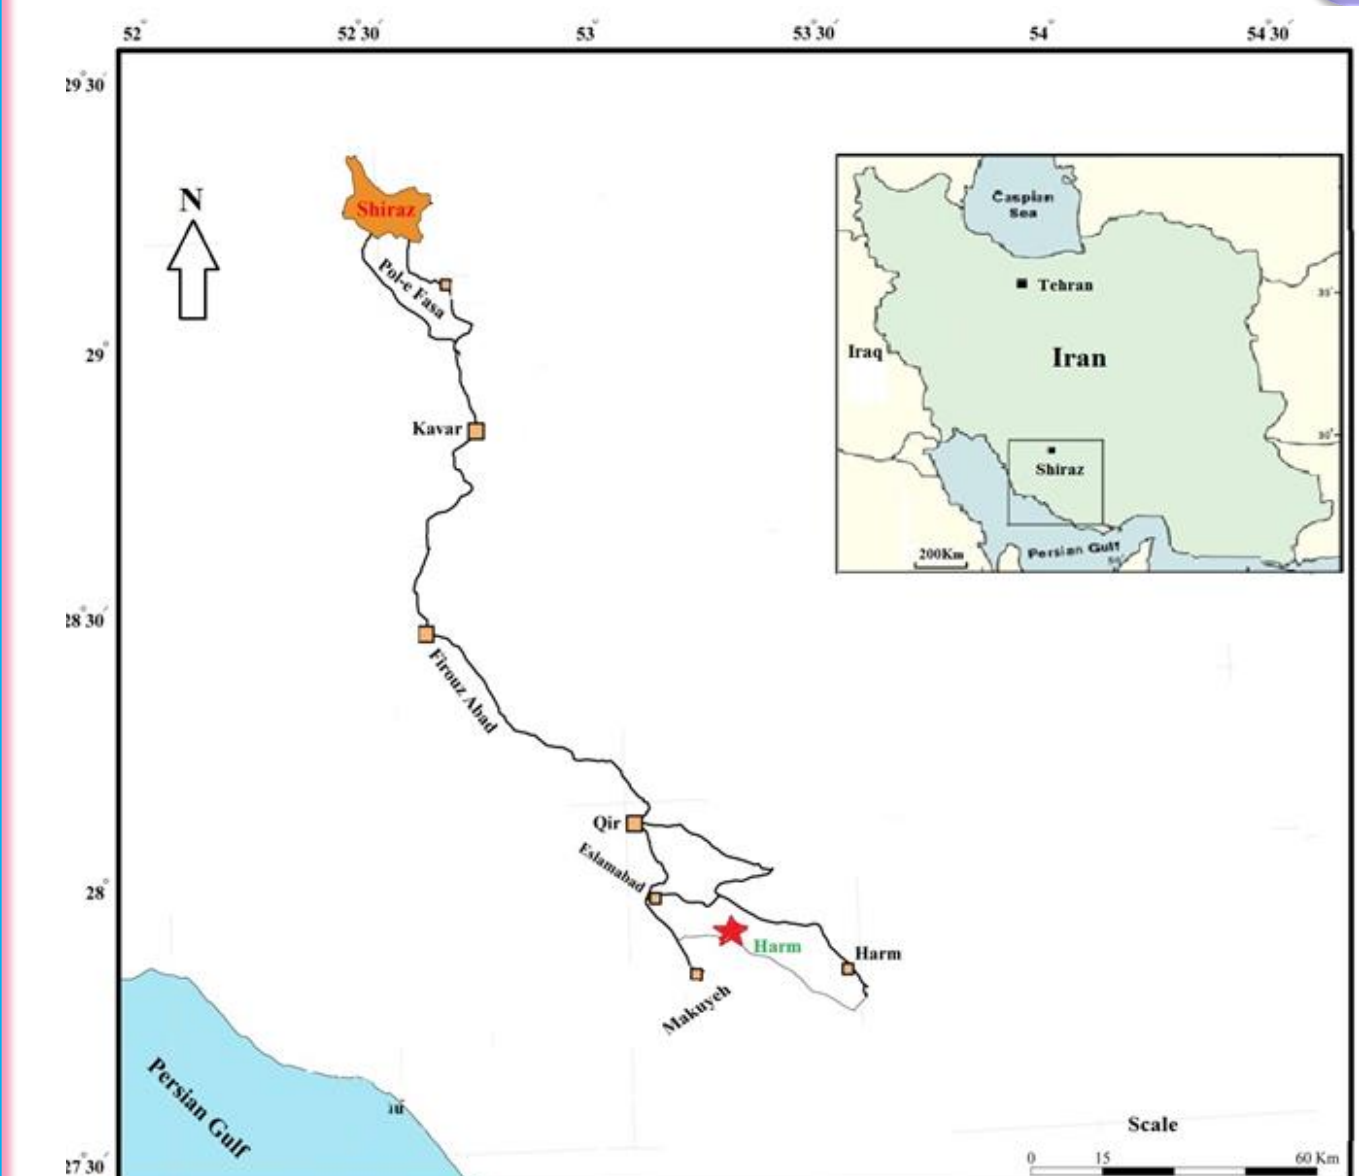 52°
52°30′
53°
53°30′
54°
54°30′
29°30′
N
Shiraz
Pol-e Fasa
29°
Kavar
28°30′
Firouz Abad
Qir
Eslamabad
28°
Harm
Harm
Makuyeh
Persian Gulf
27°30′
Scale
0 15 60 Km
Caspian
Sea
Tehran
35°
Iraq
Iran
30°
Shiraz
200Km
Persian Gulf